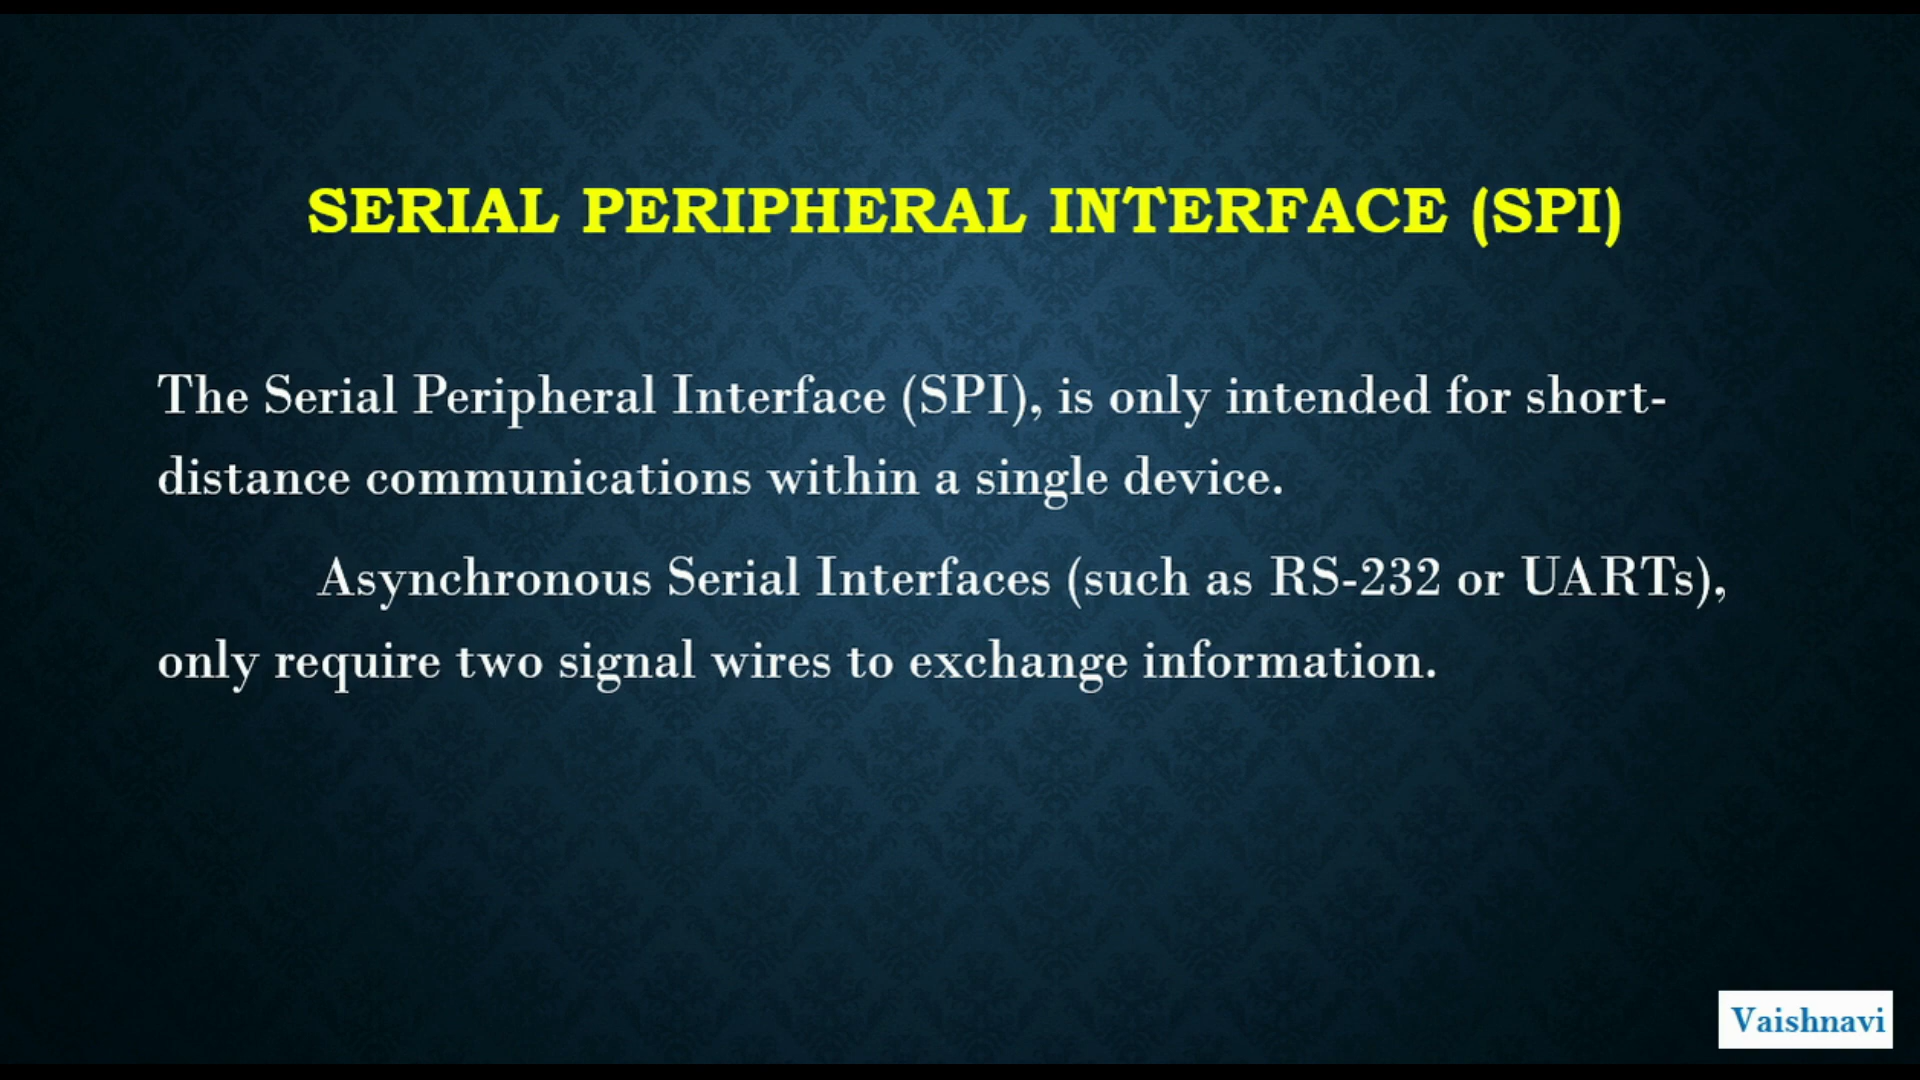 SERIAL PERIPHERAL INTERFACE (SPI)
The Serial Peripheral Interface (SPI), is only intended for short-
distance communications within a single device.
Asynchronous Serial Interfaces (such as RS-232 or UARTs),
only require two signal wires to exchange information.
Vaishnavi